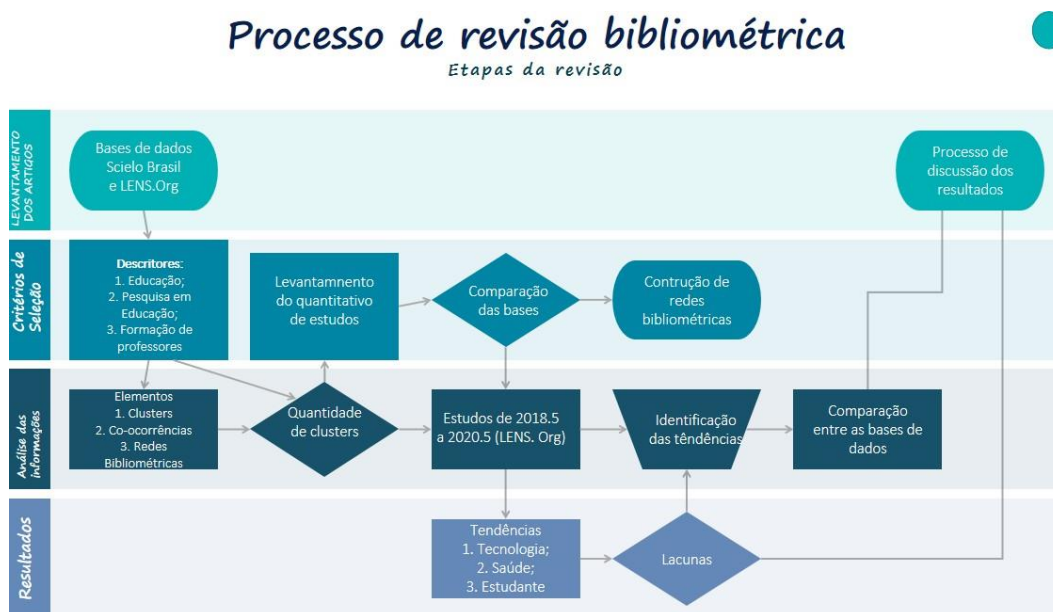 Processo de revisão bibliométrica
Etapas da revisão
LEVANTAMENTO
DOS ARTIGOS
Bases de dados
Scielo Brasil
e LENS.Org
Processo de
discussão dos
resultados
Critérios de
Seleção
Descritores:
1. Educação;
2. Pesquisa em
Educação;
3. Formação de
professores
Levantamnento
do quantitativo
de estudos
Comparação
das bases
Contrução de
redes
bibliométricas
Análise das
informações
Elementos
1. Clusters
2. Co-ocorrências
3. Redes
Bibliométricas
Quantidade
de clusters
Estudos de 2018.5
a 2020.5 (LENS. Org)
Identificação
das têndências
Comparação
entre as bases de
dados
Resultados
Tendências
1. Tecnologia;
2. Saúde;
3. Estudante
Lacunas